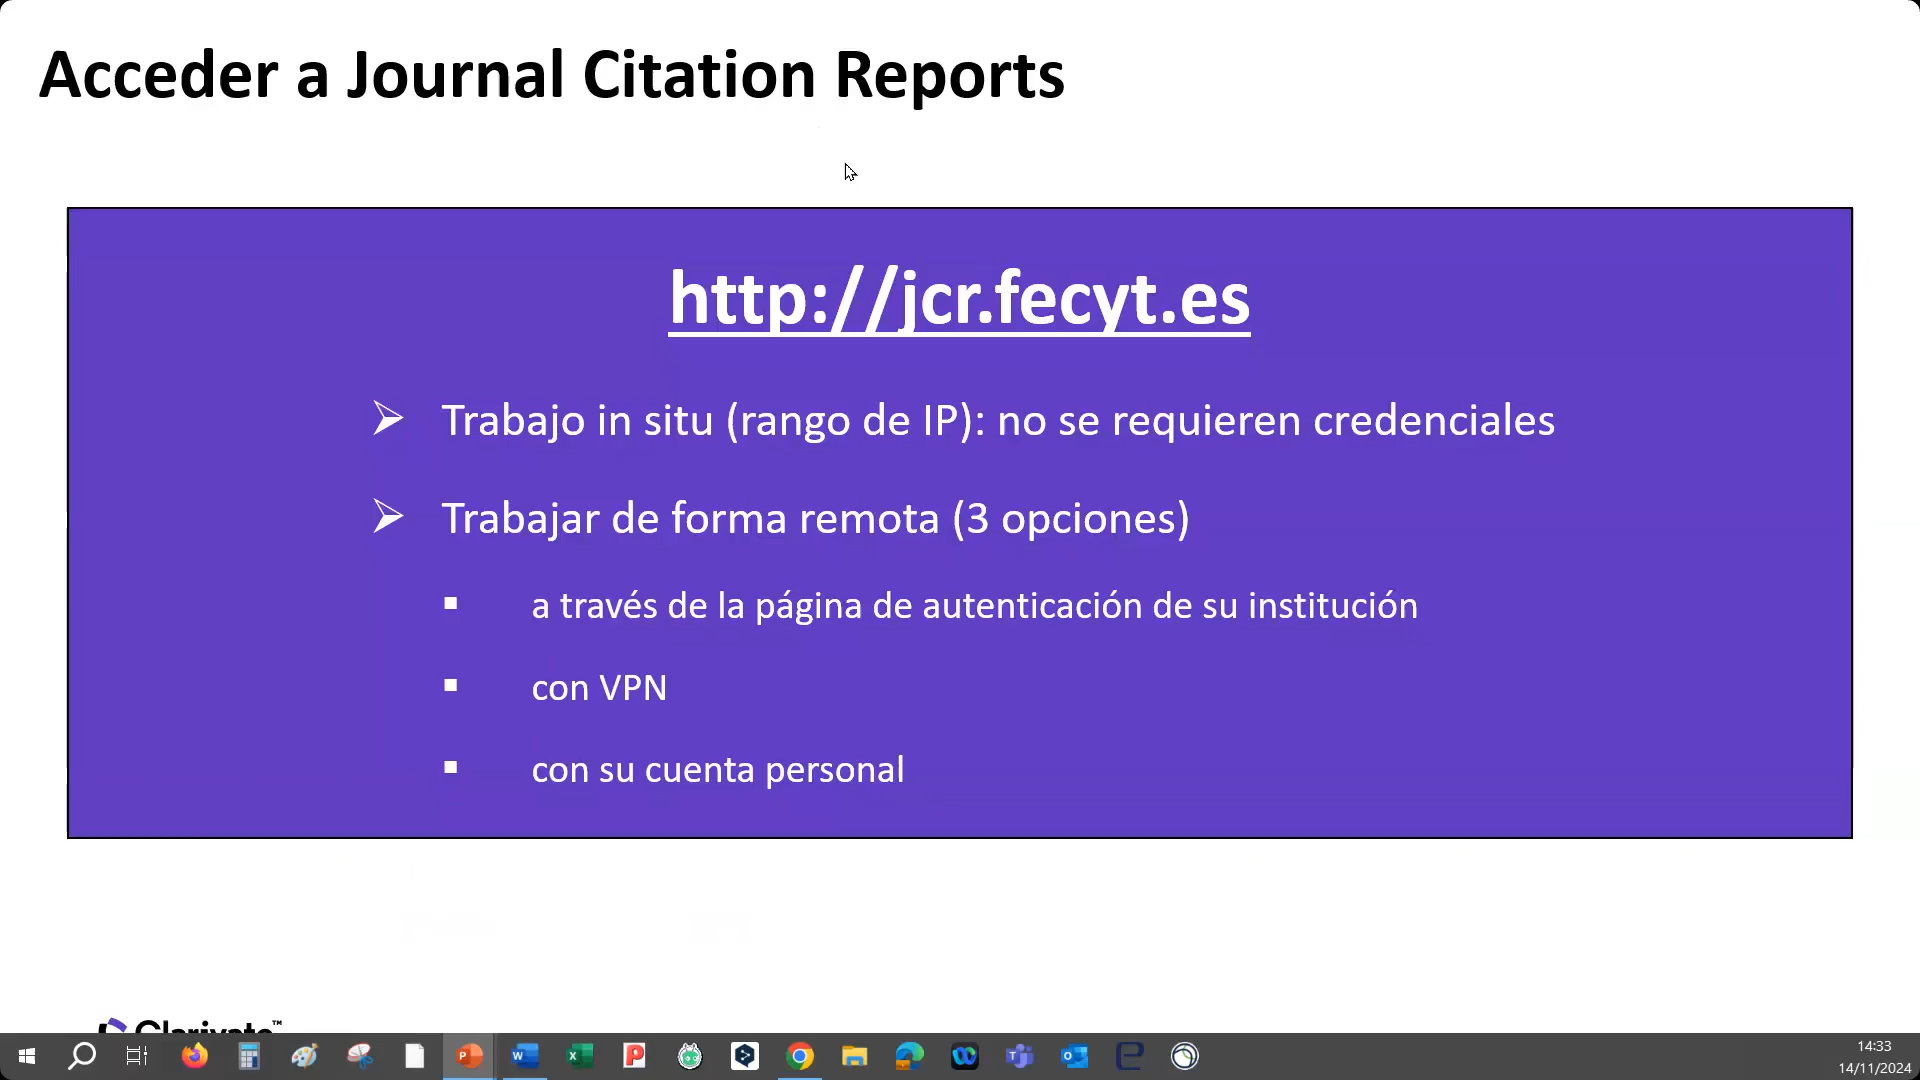 Acceder a Journal Citation Reports
http://jcr.fecyt.es
Trabajo in situ (rango de IP): no se requieren credenciales
Trabajar de forma remota (3 opciones)
a través de la página de autenticación de su institución
con VPN
con su cuenta personal
Clarivate™
14:33
14/11/2024